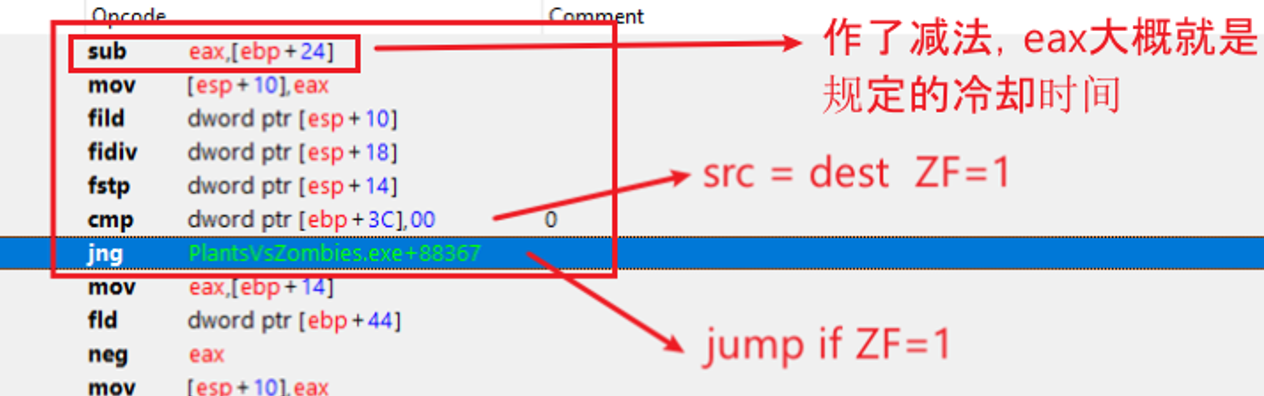 Opcode Comment
sub eax,[ebp+24]
作了减法，eax大概就是
规定的冷却时间
mov [esp+10],eax
fild dword ptr [esp+10]
fidiv dword ptr [esp+18]
src = dest ZF=1
fstp dword ptr [esp+14]
cmp dword ptr [ebp+3C],00 0
jng PlantsVsZombies.exe+88367
mov eax,[ebp+14]
fld dword ptr [ebp+44]
jump if ZF=1
neg eax
mov [esp+10],eax